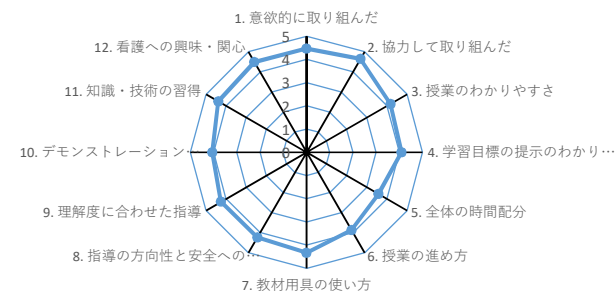 1. 意欲的に取り組んだ
2. 協力して取り組んだ
3. 授業のわかりやすさ
4. 学習目標の提示のわかり…
5. 全体の時間配分
6. 授業の進め方
7. 教材用具の使い方
8. 指導の方向性と安全への…
9. 理解度に合わせた指導
10. デモンストレーション
11. 知識・技術の習得
12. 看護への興味・関心
5
4
3
2
1
0